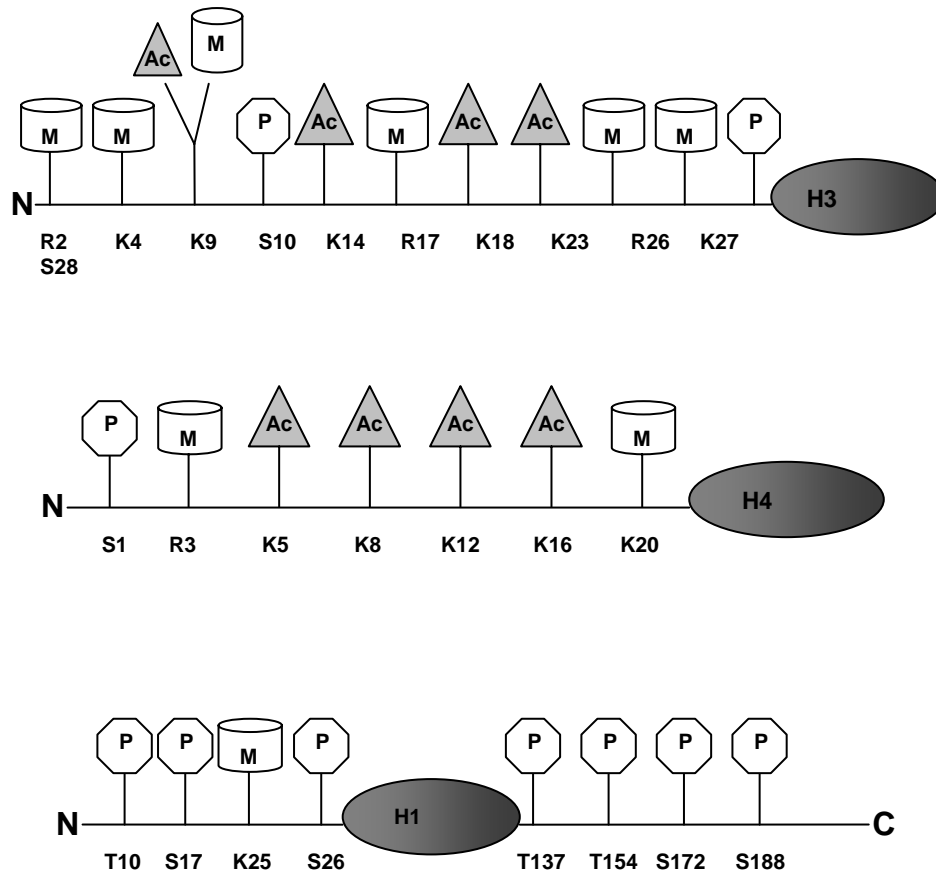 Ac M
M M P Ac M Ac Ac M M P
N H3
R2 K4 K9 S10 K14 R17 K18 K23 R26 K27
S28
P M Ac Ac Ac Ac M
N H4
S1 R3 K5 K8 K12 K16 K20
P P M P P P P P
N H1 C
T10 S17 K25 S26 T137 T154 S172 S188